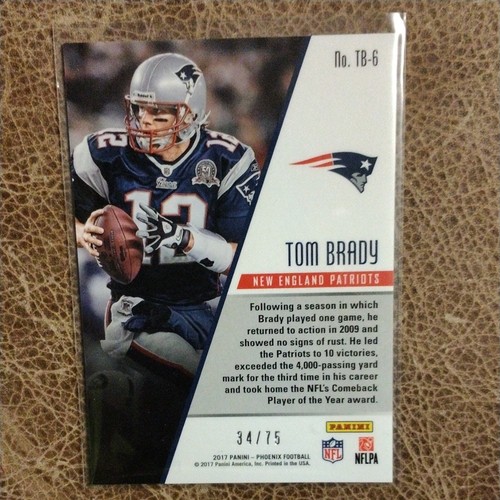 No. TB-6
12
12
TOM BRADY
NEW ENGLAND PATRIOTS
Following a season in which
Brady played one game, he
returned to action in 2009 and
showed no signs of rust. He led
the Patriots to 10 victories,
exceeded the 4,000-passing yard
mark for the third time in his career
and took home the NFL's Comeback
Player of the Year award.
34/75
PANINI
2017 PANINI – PHOENIX FOOTBALL
© 2017 Panini America, Inc. Printed in the USA.
NFL
NFLPA